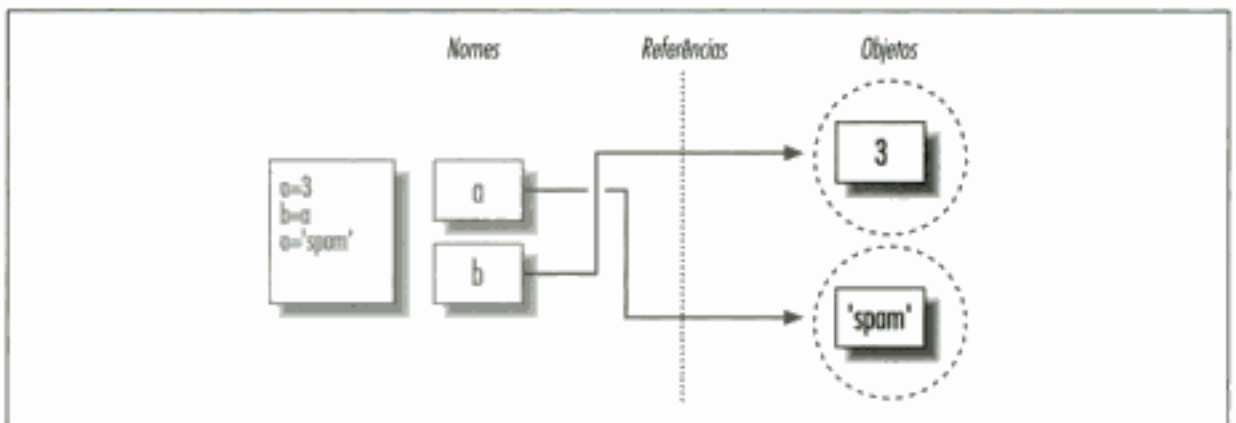 Nomes Referências Objetos
a=3
b=a
a='spam'
a
b
3
'spam'